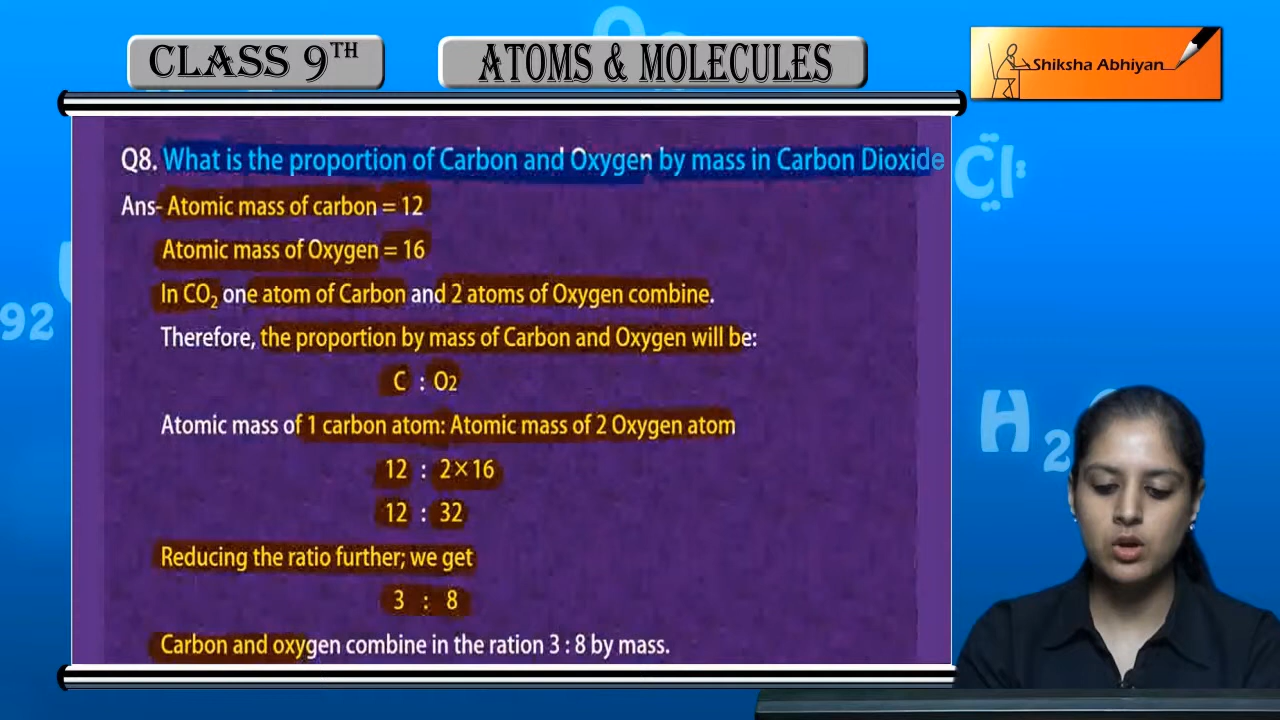 CLASS 9TH
ATOMS & MOLECULES
Shiksha Abhiyan
Q8. What is the proportion of Carbon and Oxygen by mass in Carbon Dioxide
Ans- Atomic mass of carbon = 12
Atomic mass of Oxygen = 16
In CO₂ one atom of Carbon and 2 atoms of Oxygen combine.
Therefore, the proportion by mass of Carbon and Oxygen will be:
C : O2
Atomic mass of 1 carbon atom: Atomic mass of 2 Oxygen atom
12 : 2×16
12 : 32
Reducing the ratio further; we get
3 : 8
Carbon and oxygen combine in the ration 3 : 8 by mass.
Cl
92
H₂